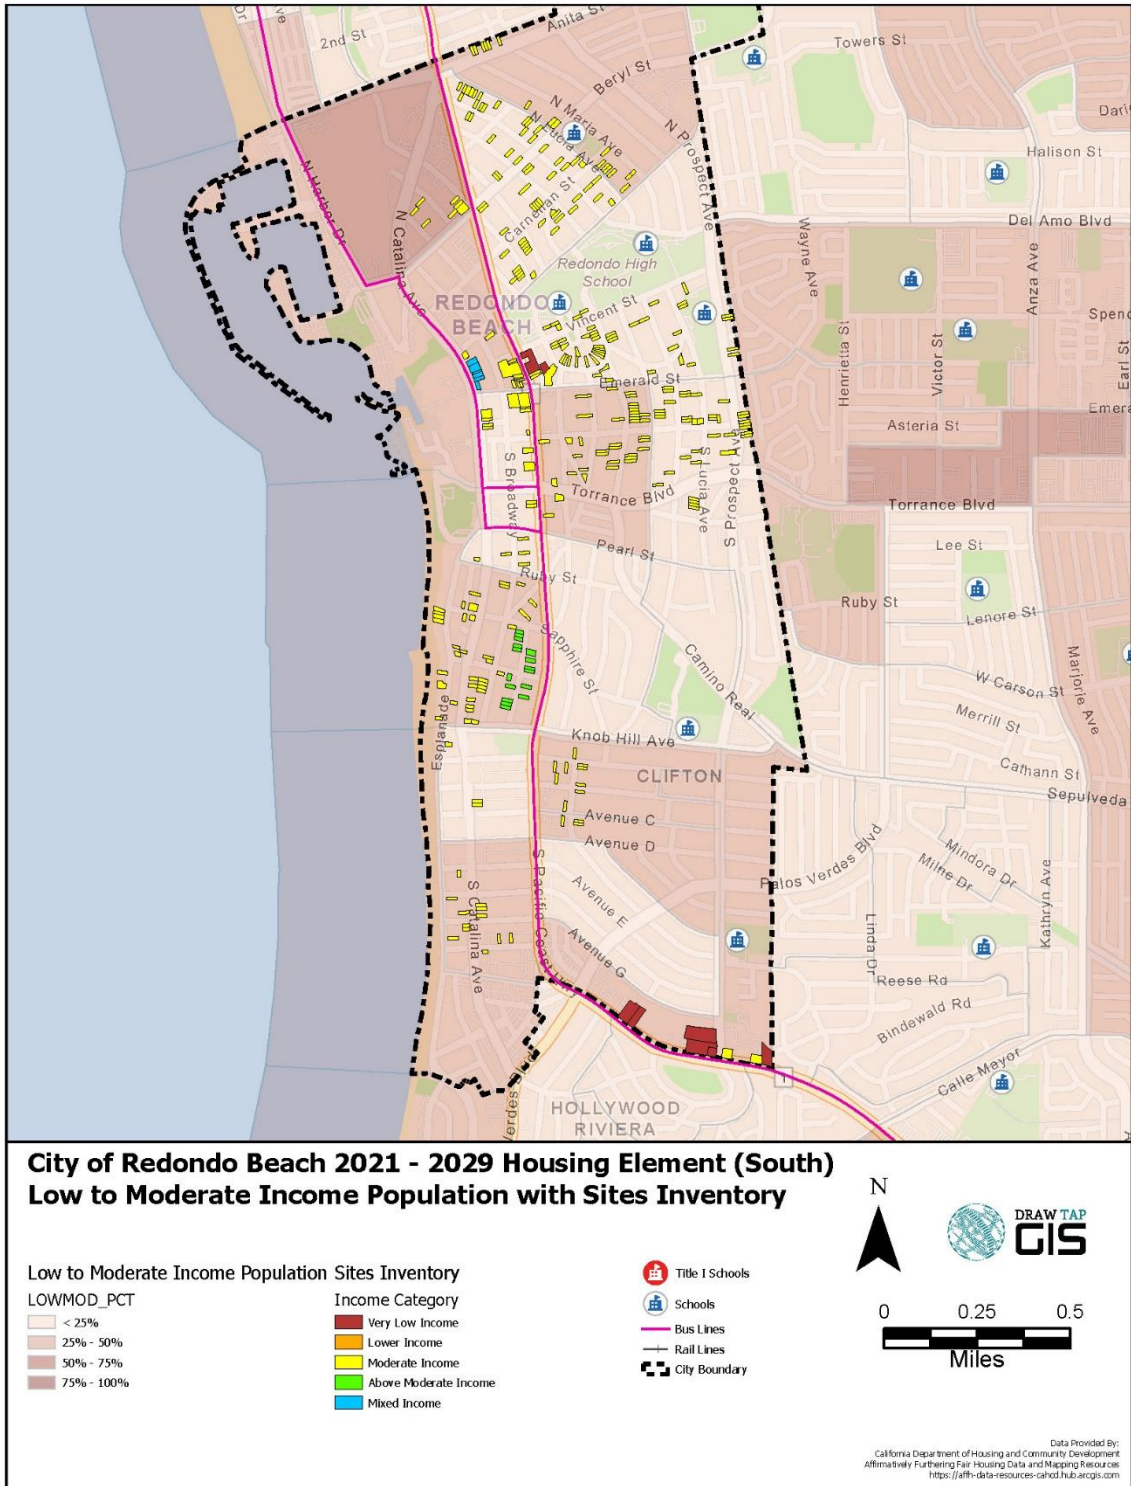 Dr
Ave
2nd St
Anita St
Towers St
Beryl St
N Maria Ave
N Lucia Ave
N Prospect Ave
Dari
Halison St
Del Amo Blvd
N Harbor Dr
N Catalina Ave
Carnelian St
Wayne Ave
Anza Ave
Redondo High
School
REDONDO
BEACH
Vincent St
Henrietta St
Victor St
Spenc
Earl St
Emerald St
Emera
Asteria St
S Broadway
S Lucia Ave
S Prospect Ave
Torrance Blvd
Torrance Blvd
Pearl St
Lee St
Ruby St
Ruby St
Lenore St
Sapphire St
Camino Real
W Carson St
Marjorie Ave
Merrill St
Esplanade
Knob Hill Ave
CLIFTON
Cathann St
Sepulveda
Avenue C
Avenue D
S Pacific Coast Hwy
Palos Verdes Blvd
Mindora Dr
Milne Dr
Kathryn Ave
S Catalina Ave
Avenue E
Avenue G
Linda Dr
Reese Rd
Bindewald Rd
Calle Mayor
Verdes Blvd
HOLLYWOOD
RIVIERA
City of Redondo Beach 2021 - 2029 Housing Element (South)
Low to Moderate Income Population with Sites Inventory
N
DRAW TAP
GIS
Low to Moderate Income Population
LOWMOD_PCT
< 25%
25% - 50%
50% - 75%
75% - 100%
Sites Inventory
Income Category
Very Low Income
Lower Income
Moderate Income
Above Moderate Income
Mixed Income
Title I Schools
Schools
Bus Lines
Rail Lines
City Boundary
0 0.25 0.5
Miles
Data Provided By:
California Department of Housing and Community Development
Affirmatively Furthering Fair Housing Data and Mapping Resources
https://affh-data-resources-cahcd.hub.arcgis.com